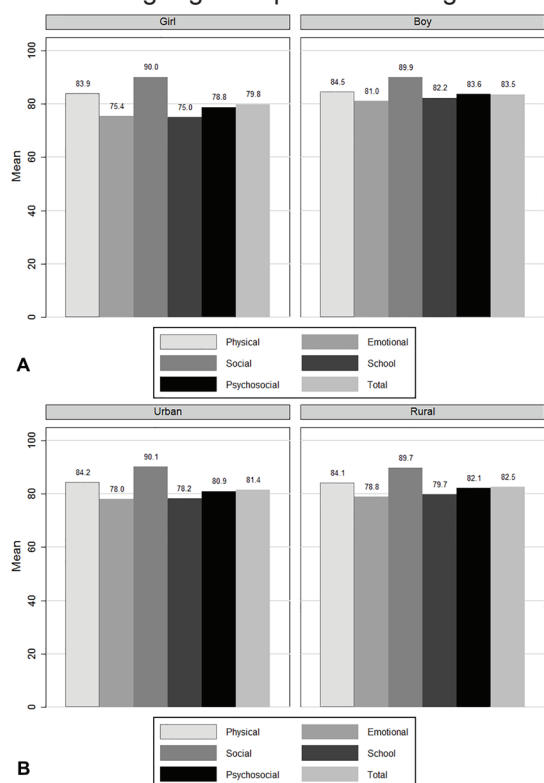 Girl Boy
100
80
60
40
20
0
Mean
83.9 75.4 90.0 75.0 78.8 79.8
84.5 81.0 89.9 82.2 83.6 83.5
Physical Emotional
Social School
Psychosocial Total
A
Urban Rural
100
80
60
40
20
0
Mean
84.2 78.0 90.1 78.2 80.9 81.4
84.1 78.8 89.7 79.7 82.1 82.5
Physical Emotional
Social School
Psychosocial Total
B